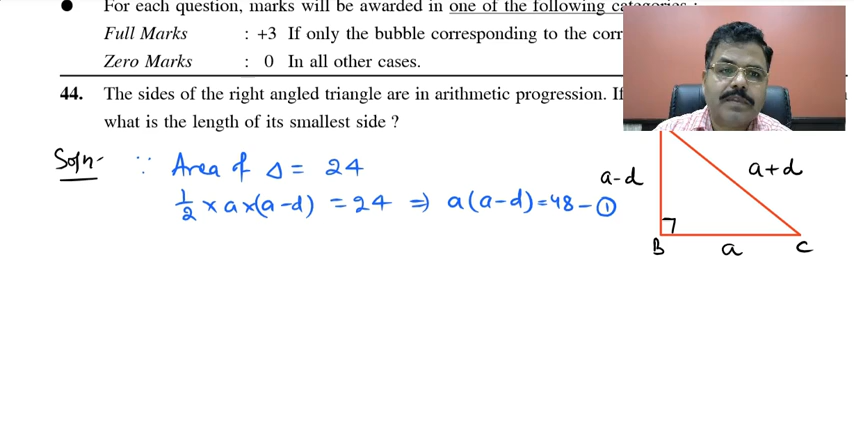 ● For each question, marks will be awarded in one of the following categories :
Full Marks : +3 If only the bubble corresponding to the corr
Zero Marks : 0 In all other cases.
44. The sides of the right angled triangle are in arithmetic progression. If
what is the length of its smallest side ?
Soln-
∵ Area of Δ = 24
1/2 × a × (a-d) = 24 ⇒ a(a-d) = 48 - ①
a-d
a+d
B a C